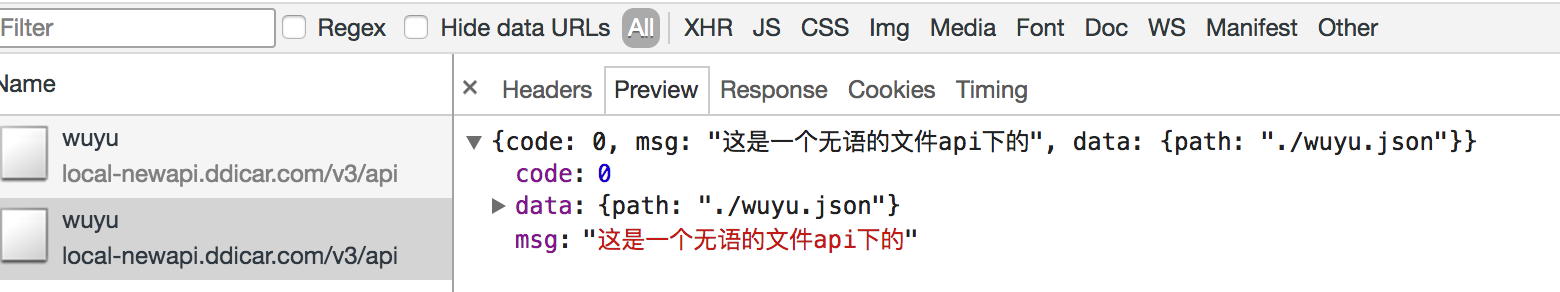 Filter Regex Hide data URLs All XHR JS CSS Img Media Font Doc WS Manifest Other
Name
× Headers Preview Response Cookies Timing
wuyu
local-newapi.ddicar.com/v3/api
wuyu
local-newapi.ddicar.com/v3/api
▼ {code: 0, msg: "这是一个无语的文件api下的", data: {path: "./wuyu.json"}}
code: 0
▶ data: {path: "./wuyu.json"}
msg: "这是一个无语的文件api下的"